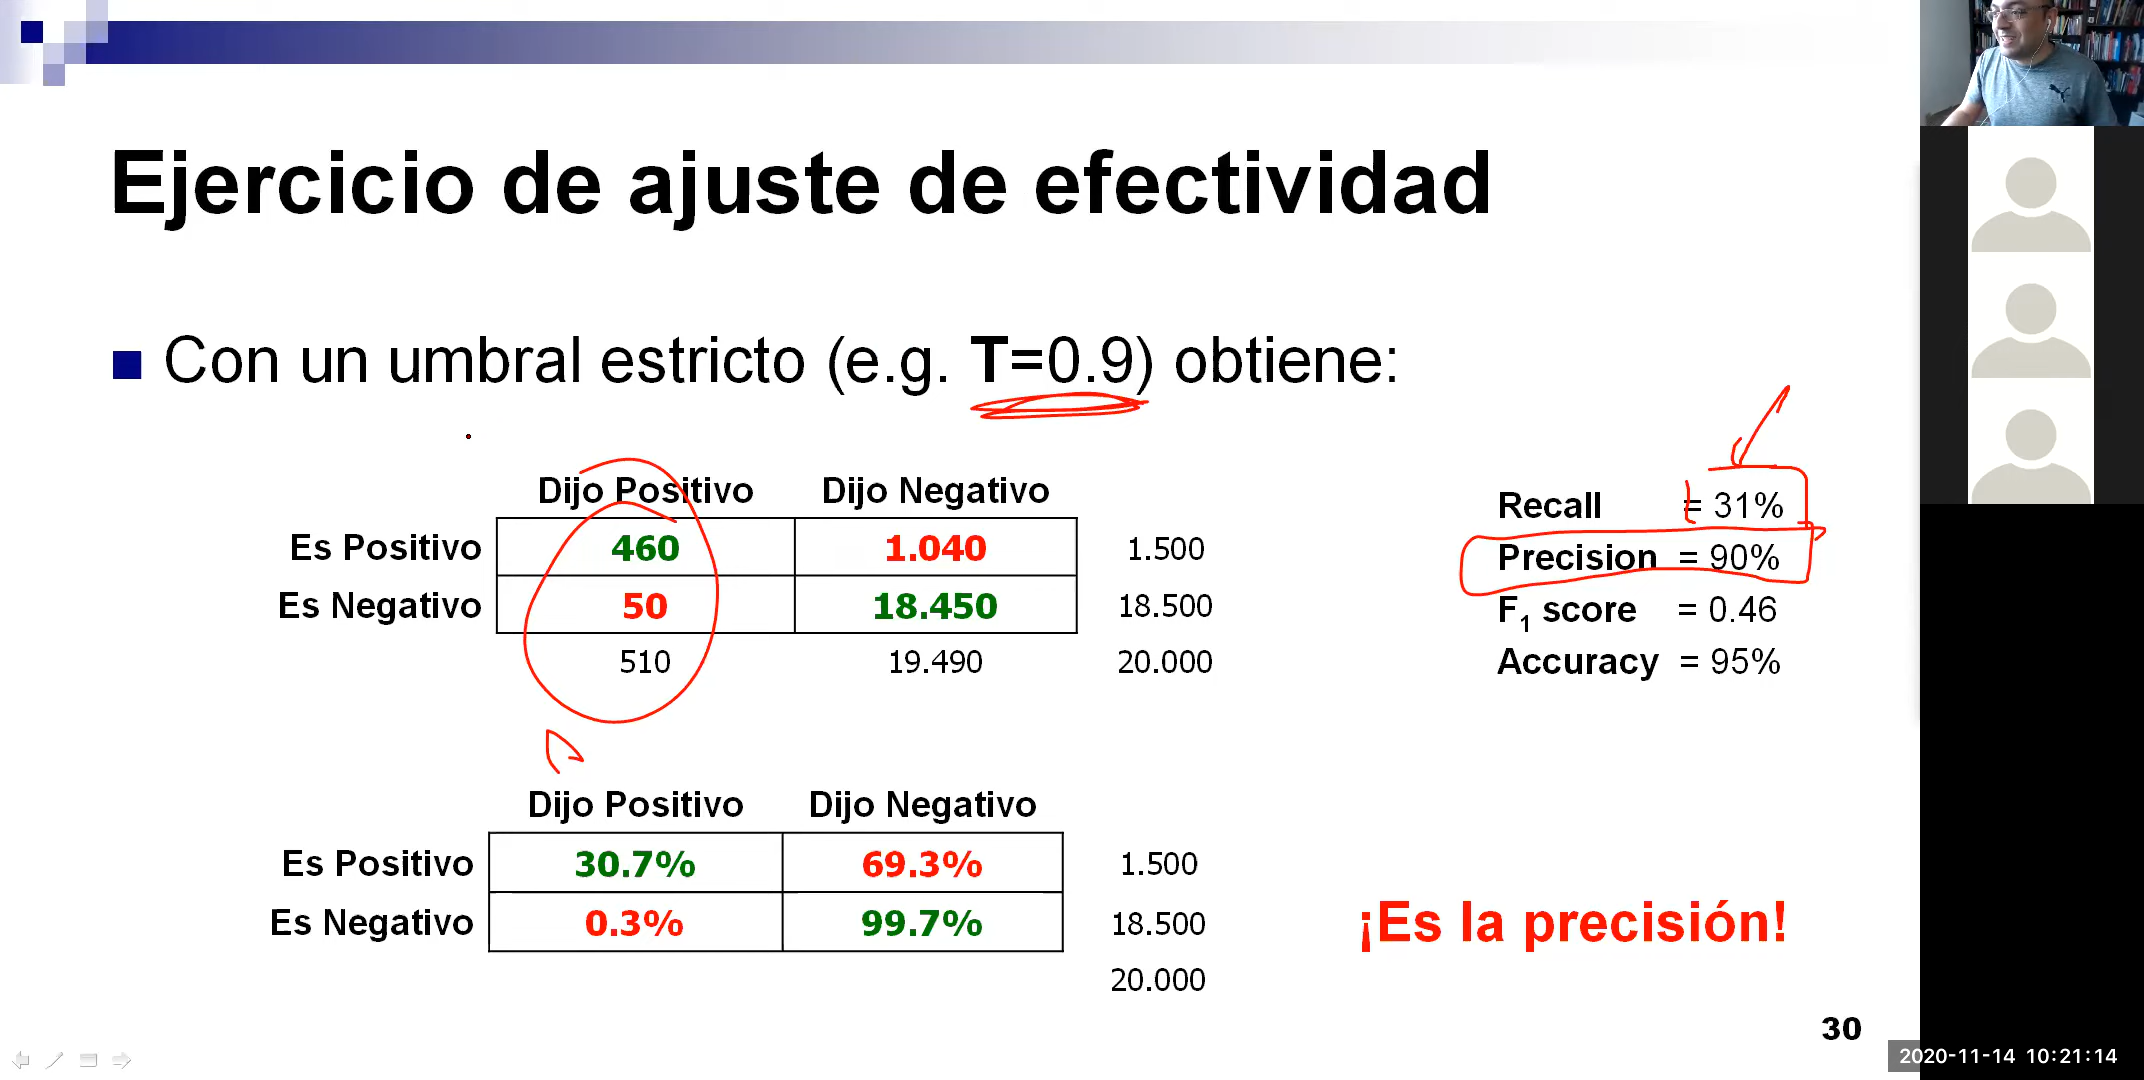 Ejercicio de ajuste de efectividad
Con un umbral estricto (e.g. T=0.9) obtiene:
Dijo Positivo Dijo Negativo
Es Positivo 460 1.040 1.500
Es Negativo 50 18.450 18.500
510 19.490 20.000
Recall = 31%
Precision = 90%
F1 score = 0.46
Accuracy = 95%
Dijo Positivo Dijo Negativo
Es Positivo 30.7% 69.3% 1.500
Es Negativo 0.3% 99.7% 18.500
20.000
¡Es la precisión!
30
2020-11-14 10:21:14